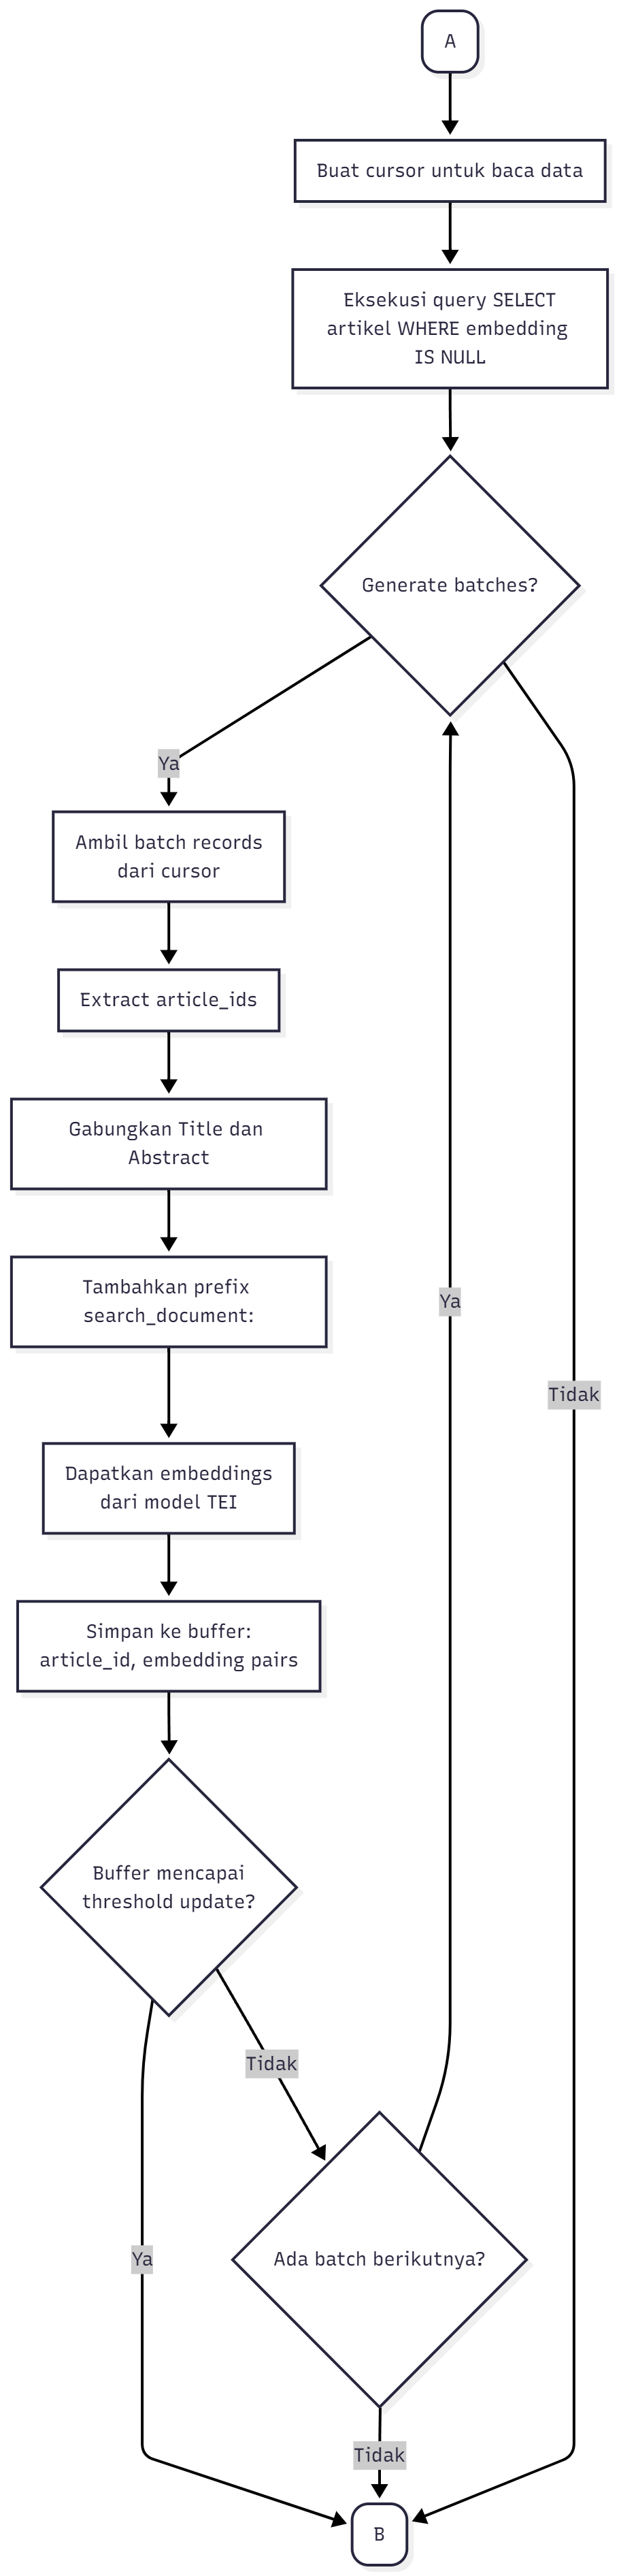 A
Buat cursor untuk baca data
Eksekusi query SELECT
artikel WHERE embedding
IS NULL
Generate batches?
Ya
Ambil batch records
dari cursor
Extract article_ids
Gabungkan Title dan
Abstract
Tambahkan prefix
search_document:
Ya
Tidak
Dapatkan embeddings
dari model TEI
Simpan ke buffer:
article_id, embedding pairs
Buffer mencapai
threshold update?
Tidak
Ya
Ada batch berikutnya?
Tidak
B